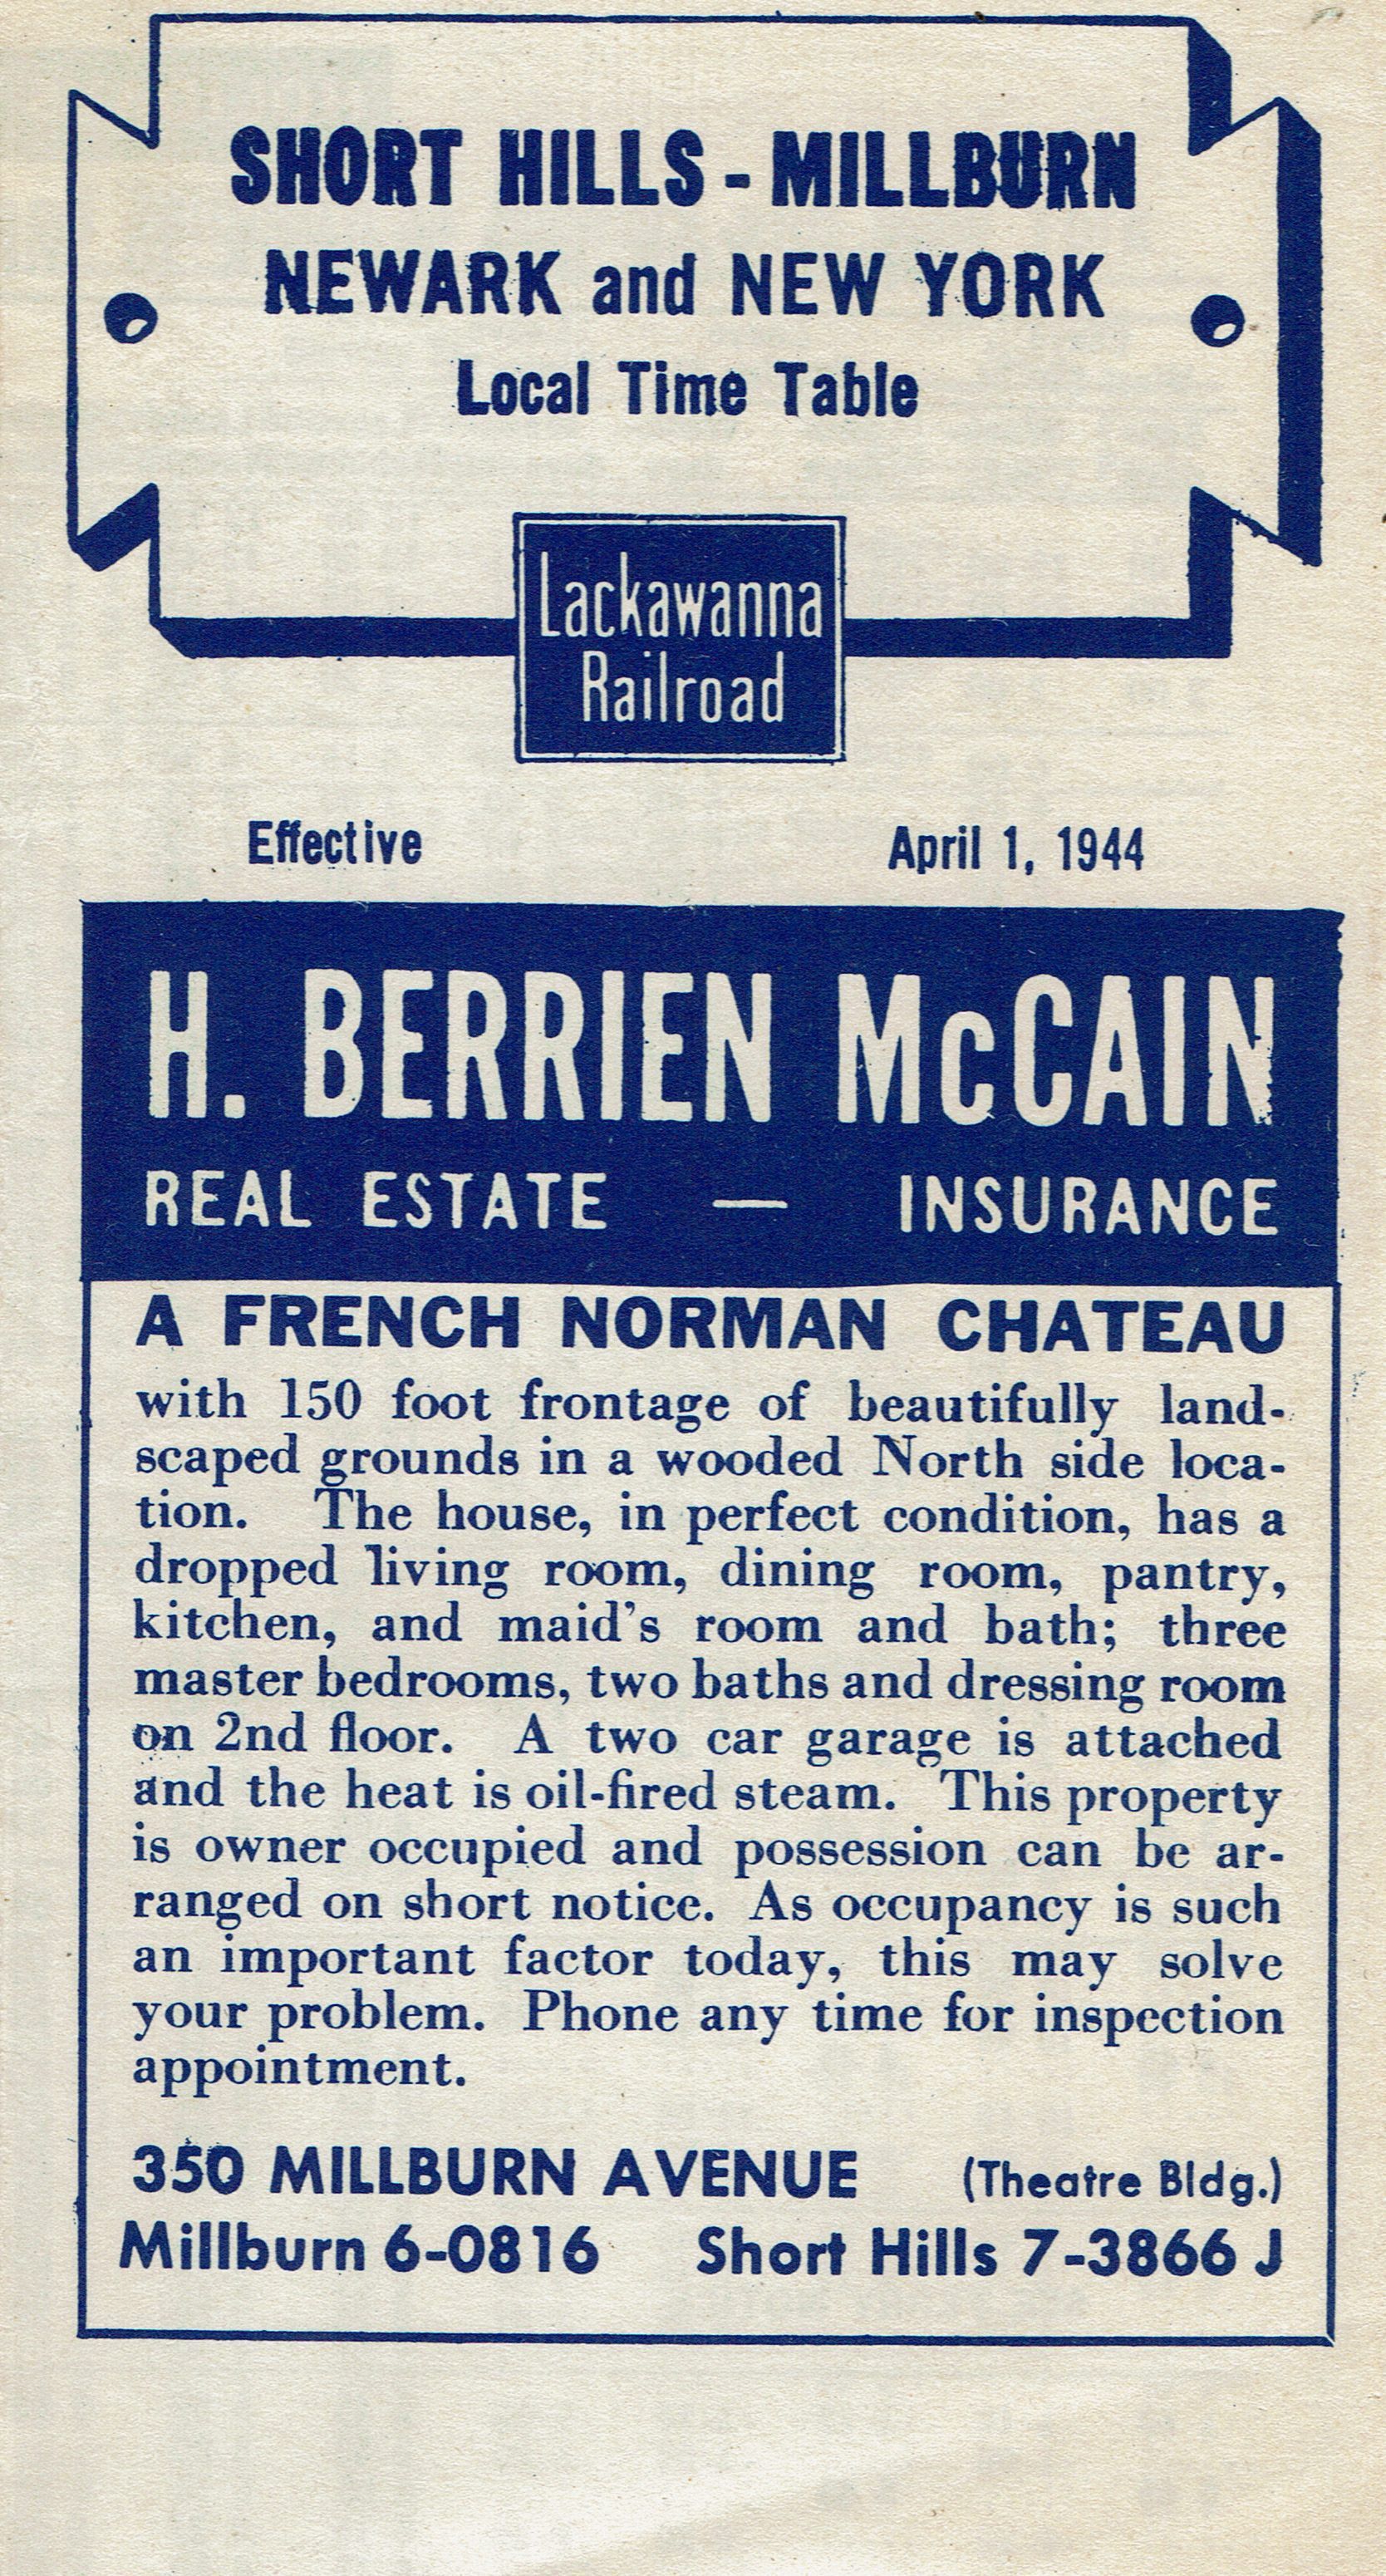 SHORT HILLS - MILLBURN
NEWARK and NEW YORK
Local Time Table
Lackawanna
Railroad
Effective April 1, 1944
H. BERRIEN McCAIN
REAL ESTATE — INSURANCE
A FRENCH NORMAN CHATEAU
with 150 foot frontage of beautifully land-
scaped grounds in a wooded North side loca-
tion. The house, in perfect condition, has a
dropped living room, dining room, pantry,
kitchen, and maid's room and bath; three
master bedrooms, two baths and dressing room
on 2nd floor. A two car garage is attached
and the heat is oil-fired steam. This property
is owner occupied and possession can be ar-
ranged on short notice. As occupancy is such
an important factor today, this may solve
your problem. Phone any time for inspection
appointment.
350 MILLBURN AVENUE (Theatre Bldg.)
Millburn 6-0816 Short Hills 7-3866 J